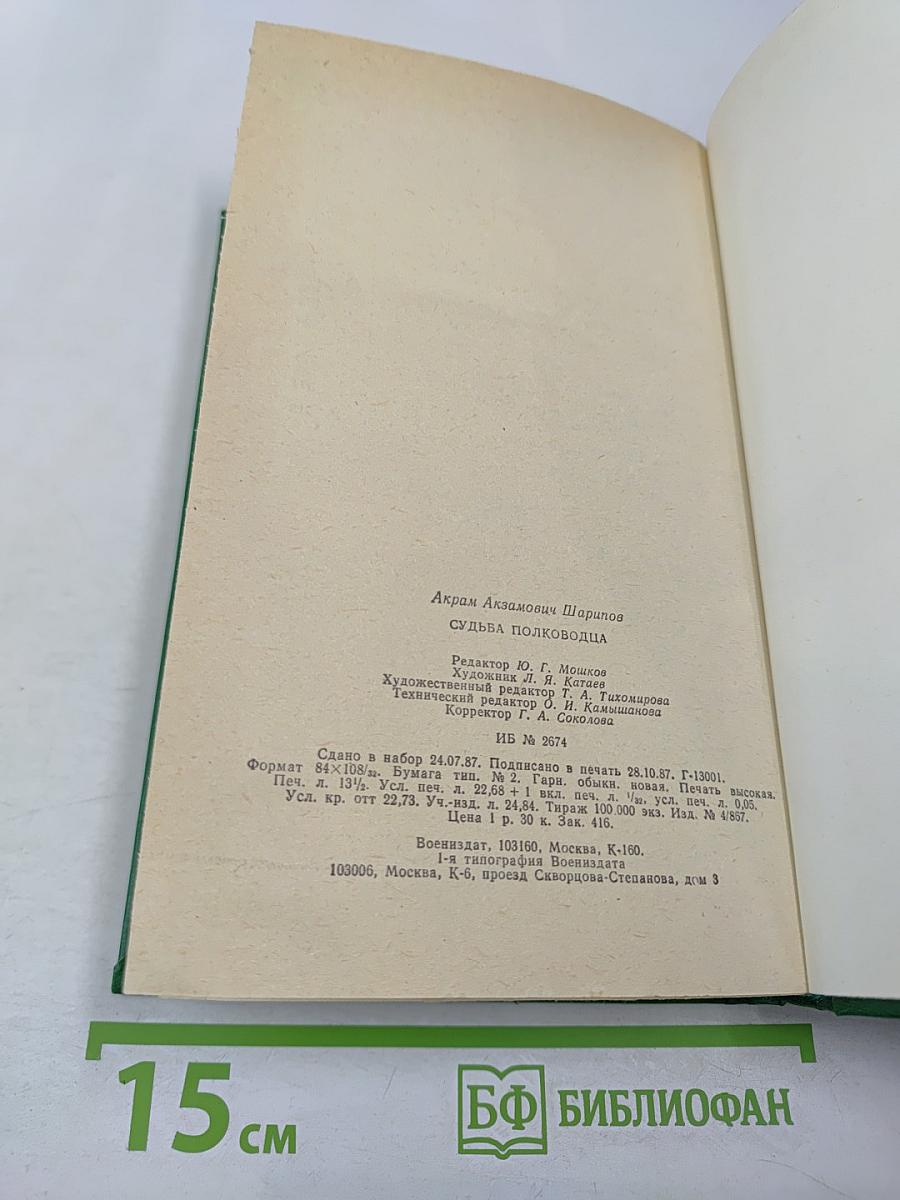 Акрам Акзамович Шарипов
СУДЬБА ПОЛКОВОДЦА
Редактор Ю. Г. Мошков
Художник Л. Я. Катаев
Художественный редактор Т. А. Тихомирова
Технический редактор О. И. Камышанова
Корректор Г. А. Соколова
ИБ № 2674
Сдано в набор 24.07.87. Подписано в печать 28.10.87. Г-13001.
Формат 84×108/32. Бумага тип. № 2. Гарн. обыкн. новая. Печать высокая.
Печ. л. 13½. Усл. печ. л. 22,68 + 1 вкл. печ. л. 1/32, усл. печ. л. 0,05.
Усл. кр. отт 22,73. Уч.-изд. л. 24,84. Тираж 100.000 экз. Изд. № 4/867.
Цена 1 р. 30 к. Зак. 416.
Воениздат, 103160, Москва, К-160.
1-я типография Воениздата
103006, Москва, К-6, проезд Скворцова-Степанова, дом 3
15 см
БФ БИБЛИОФАН